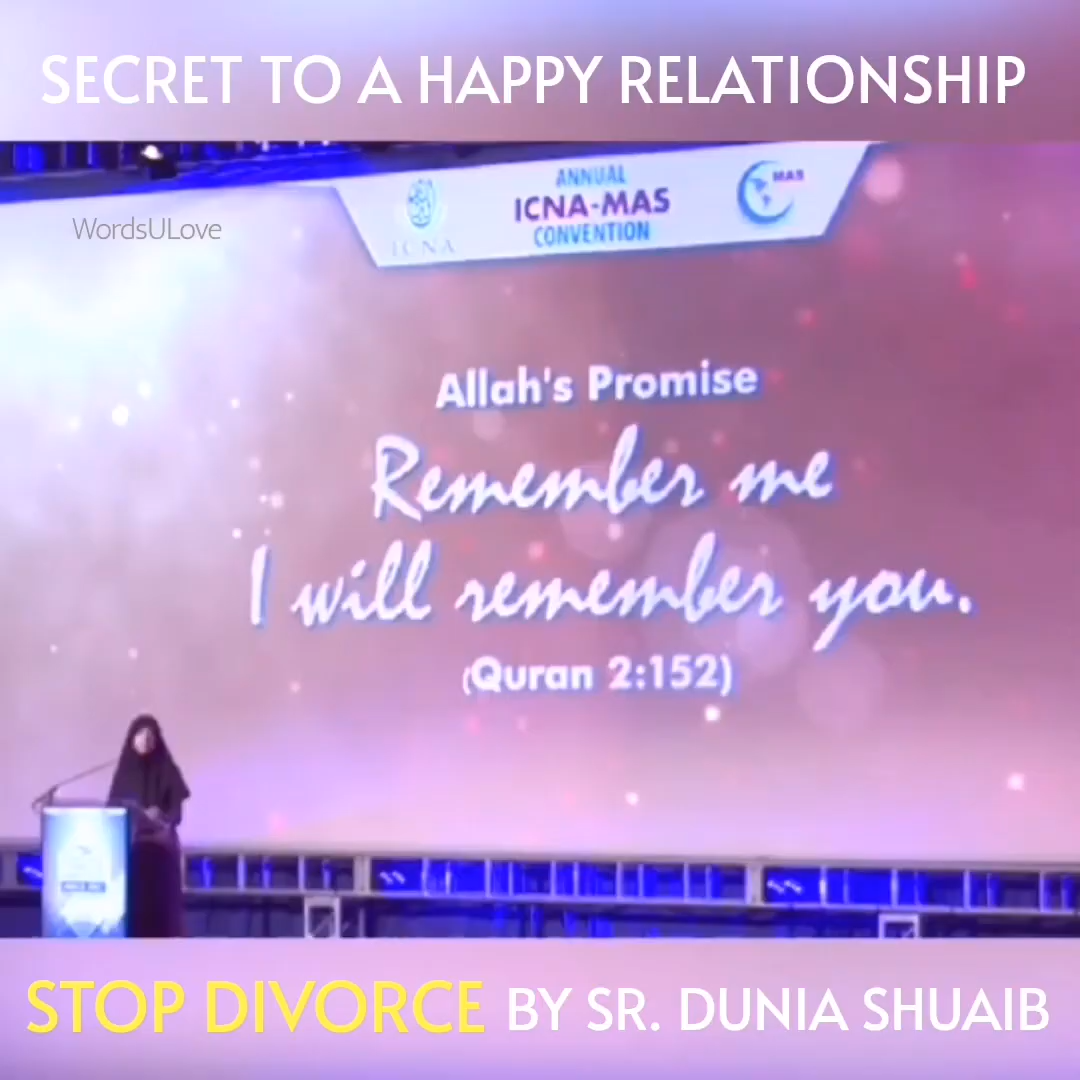 SECRET TO A HAPPY RELATIONSHIP
ANNUAL
ICNA-MAS
CONVENTION
ICNA
MAS
WordsULove
Allah's Promise
Remember me
I will remember you.
(Quran 2:152)
STOP DIVORCE BY SR. DUNIA SHUAIB